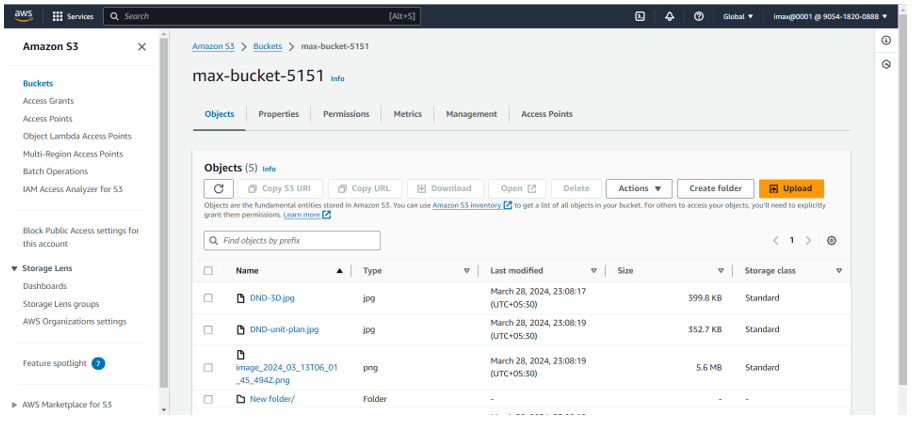 aws
Services
Search
[Alt+S]
Global ▼
imax@0001 @ 9054-1820-0888 ▼
Amazon S3
Buckets
Access Grants
Access Points
Object Lambda Access Points
Multi-Region Access Points
Batch Operations
IAM Access Analyzer for S3
Block Public Access settings for
this account
▼ Storage Lens
Dashboards
Storage Lens groups
AWS Organizations settings
Feature spotlight 7
AWS Marketplace for S3
Amazon S3 > Buckets > max-bucket-5151
max-bucket-5151 Info
Objects Properties Permissions Metrics Management Access Points
Objects (5) Info
Copy S3 URI Copy URL Download Open Delete Actions ▼ Create folder Upload
Objects are the fundamental entities stored in Amazon S3. You can use Amazon S3 inventory to get a list of all objects in your bucket. For others to access your objects, you'll need to explicitly
grant them permissions. Learn more
Find objects by prefix
< 1 >
Name Type Last modified Size Storage class
DND-3D.jpg jpg March 28, 2024, 23:08:17 (UTC+05:30) 399.8 KB Standard
DND-unit-plan.jpg jpg March 28, 2024, 23:08:19 (UTC+05:30) 352.7 KB Standard
image_2024_03_13T06_01
_45_494Z.png png March 28, 2024, 23:08:19 (UTC+05:30) 5.6 MB Standard
New folder/ Folder - - -